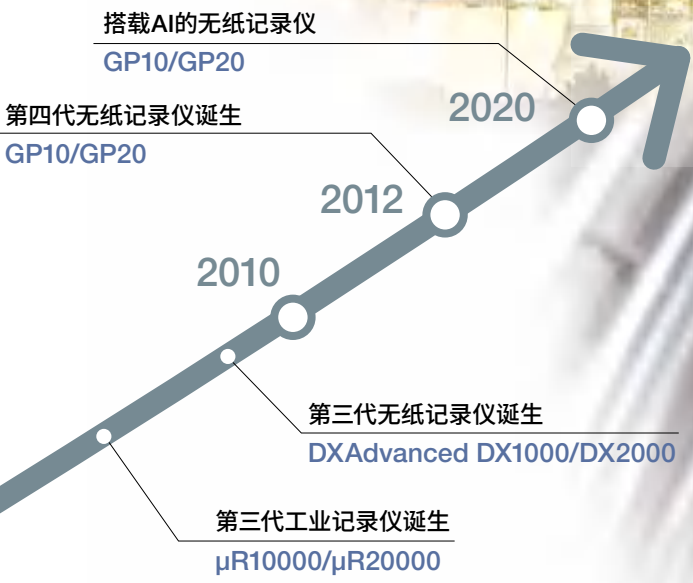 搭载AI的无纸记录仪
GP10/GP20
2020
第四代无纸记录仪诞生
GP10/GP20
2012
2010
第三代无纸记录仪诞生
DXAdvanced DX1000/DX2000
第三代工业记录仪诞生
μR10000/μR20000